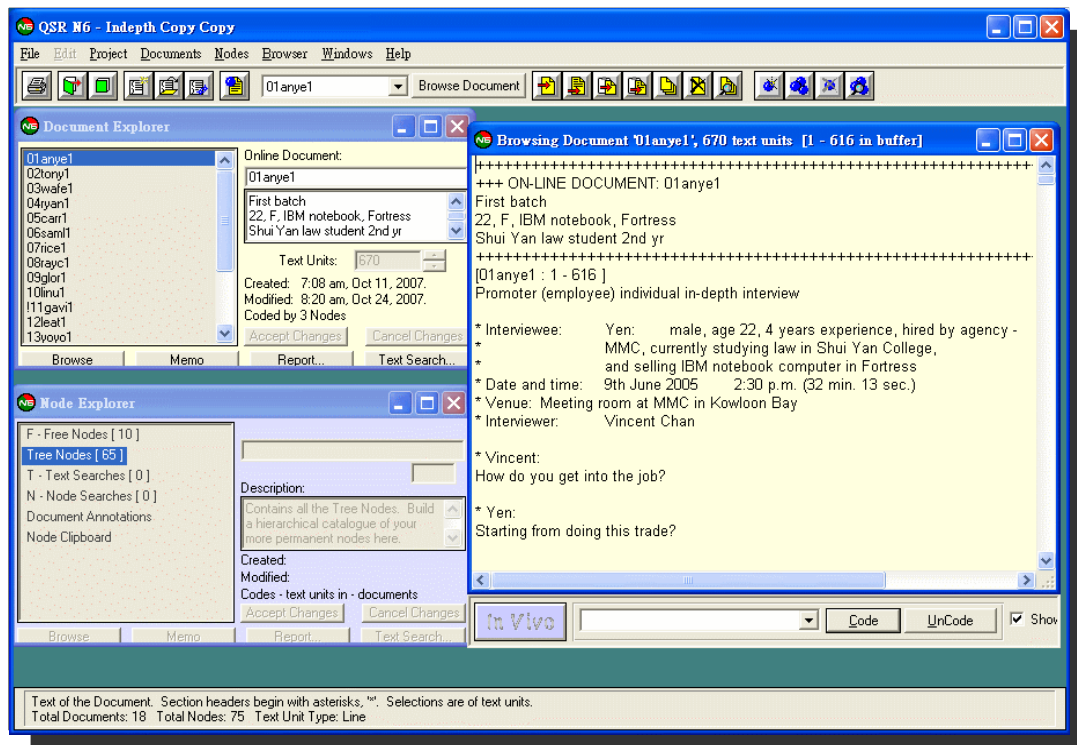 QSR N6 - Indepth Copy Copy
File Edit Project Documents Nodes Browser Windows Help
01anye1 Browse Document
Document Explorer
01anye1
02tony1
03wafe1
04ryan1
05carr1
06saml1
07rice1
08rayc1
09glor1
10linu1
!11gavi1
12leat1
13yoyo1
Online Document:
01anye1
First batch
22, F, IBM notebook, Fortress
Shui Yan law student 2nd yr
Text Units: 670
Created: 7:08 am, Oct 11, 2007.
Modified: 8:20 am, Oct 24, 2007.
Coded by 3 Nodes
Accept Changes Cancel Changes
Browse Memo Report... Text Search...
Node Explorer
F - Free Nodes [ 10 ]
Tree Nodes [ 65 ]
T - Text Searches [ 0 ]
N - Node Searches [ 0 ]
Document Annotations
Node Clipboard
Description:
Contains all the Tree Nodes. Build
a hierarchical catalogue of your
more permanent nodes here.
Created:
Modified:
Codes - text units in - documents
Accept Changes Cancel Changes
Browse Memo Report... Text Search...
Browsing Document '01anye1', 670 text units [1 - 616 in buffer]
+++++++++++++++++++++++++++++++++++++++++++++++++++++++++++++
+++ ON-LINE DOCUMENT: 01anye1
First batch
22, F, IBM notebook, Fortress
Shui Yan law student 2nd yr
+++++++++++++++++++++++++++++++++++++++++++++++++++++++++++++
[01anye1 : 1 - 616 ]
Promoter (employee) individual in-depth interview
* Interviewee: Yen: male, age 22, 4 years experience, hired by agency -
* MMC, currently studying law in Shui Yan College,
* and selling IBM notebook computer in Fortress
* Date and time: 9th June 2005 2:30 p.m. (32 min. 13 sec.)
* Venue: Meeting room at MMC in Kowloon Bay
* Interviewer: Vincent Chan
* Vincent:
How do you get into the job?
* Yen:
Starting from doing this trade?
In Vivo Code UnCode Show
Text of the Document. Section headers begin with asterisks, '*'. Selections are of text units.
Total Documents: 18 Total Nodes: 75 Text Unit Type: Line